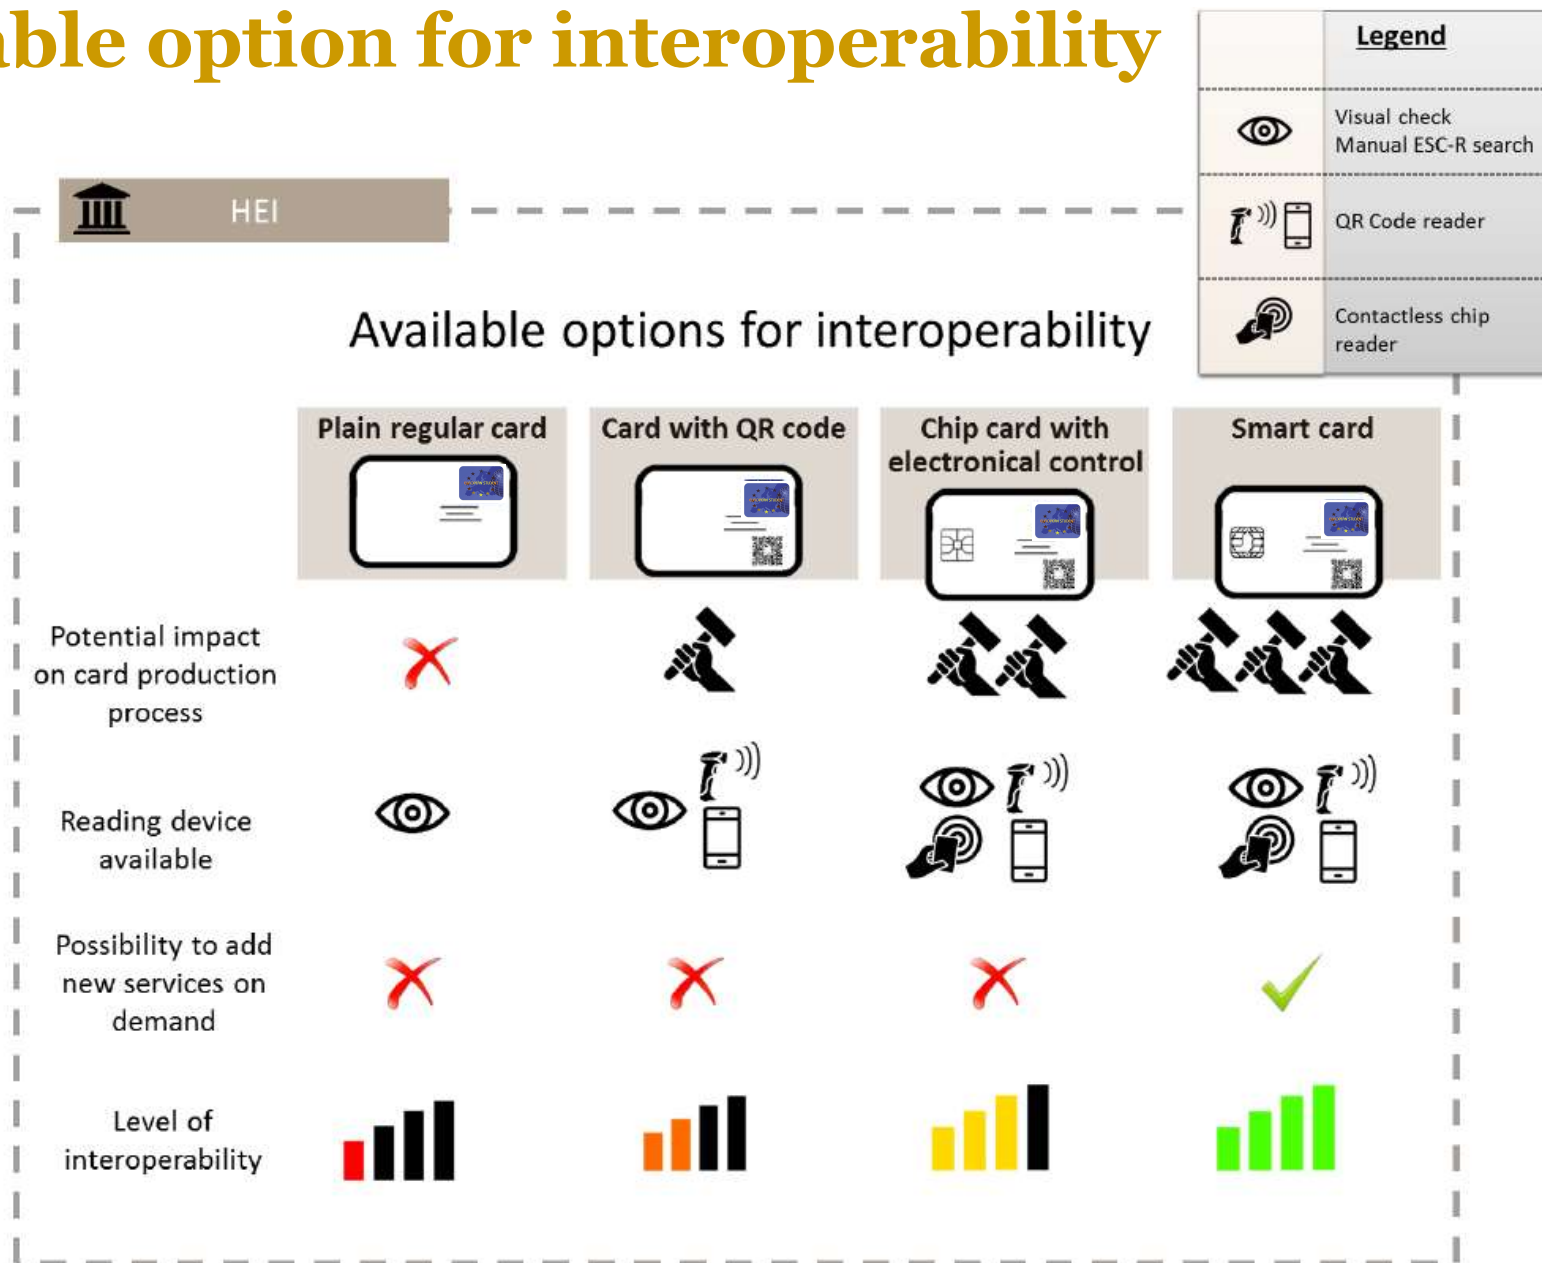 able option for interoperability
Legend
Visual check
Manual ESC-R search
QR Code reader
Contactless chip
reader
HEI
Available options for interoperability
Plain regular card
Card with QR code
Chip card with
electronical control
Smart card
Potential impact
on card production
process
Reading device
available
Possibility to add
new services on
demand
Level of
interoperability